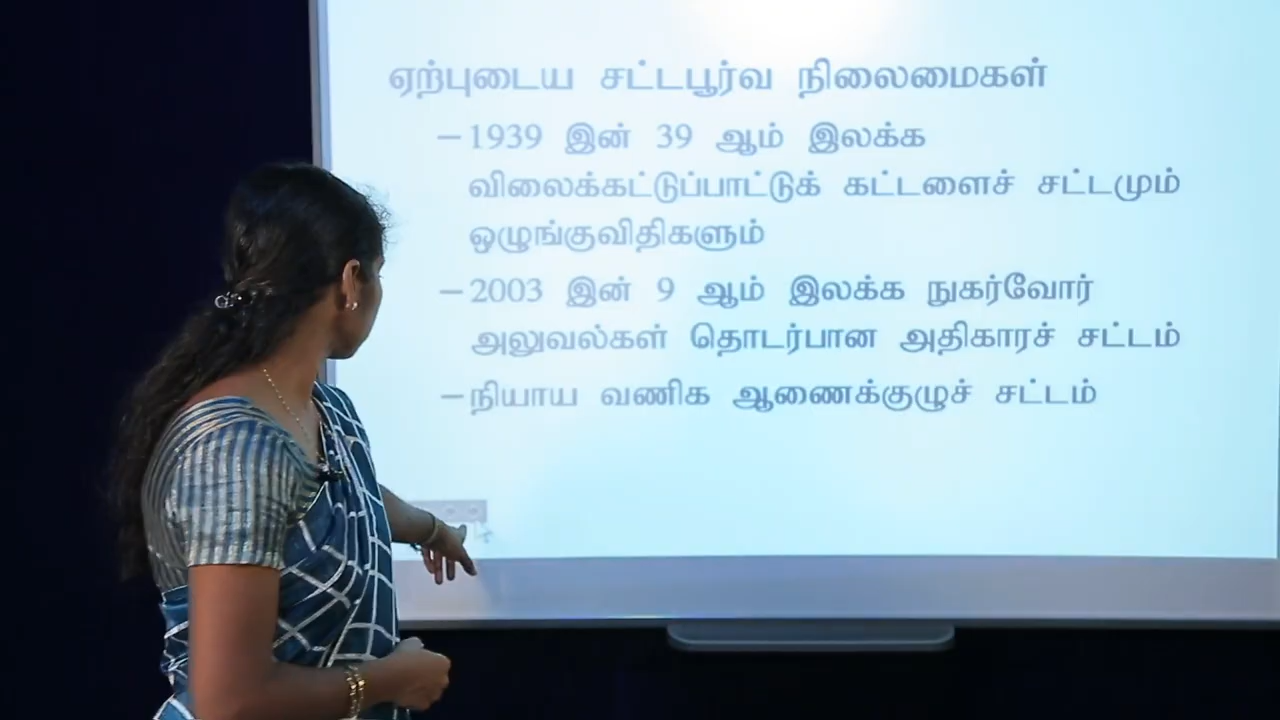 ஏற்புடைய சட்டபூர்வ நிலைமைகள்
– 1939 இன் 39 ஆம் இலக்க
விலைக்கட்டுப்பாட்டுக் கட்டளைச் சட்டமும்
ஒழுங்குவிதிகளும்
– 2003 இன் 9 ஆம் இலக்க நுகர்வோர்
அலுவல்கள் தொடர்பான அதிகாரச் சட்டம்
– நியாய வணிக ஆணைக்குழுச் சட்டம்